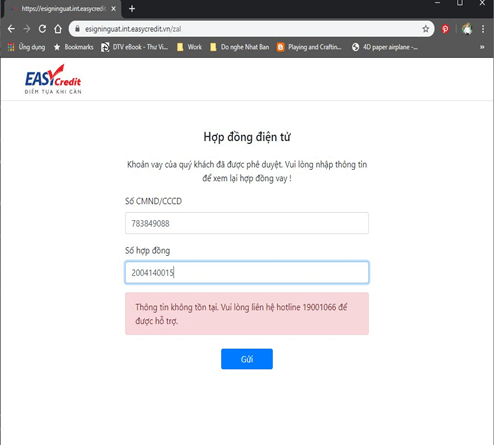 https://esigninguat.int.easycredit
esigninguat.int.easycredit.vn/zal
Ứng dụng Bookmarks DTV eBook - Thư Vi... Work Do nghe Nhat Ban Playing and Craftin... 4D paper airplane -...
EASY Credit
ĐIỂM TỰA KHI CẦN
Hợp đồng điện tử
Khoản vay của quý khách đã được phê duyệt. Vui lòng nhập thông tin
để xem lại hợp đồng vay !
Số CMND/CCCD
783849088
Số hợp đồng
2004140015
Thông tin không tồn tại. Vui lòng liên hệ hotline 19001066 để
được hỗ trợ.
Gửi